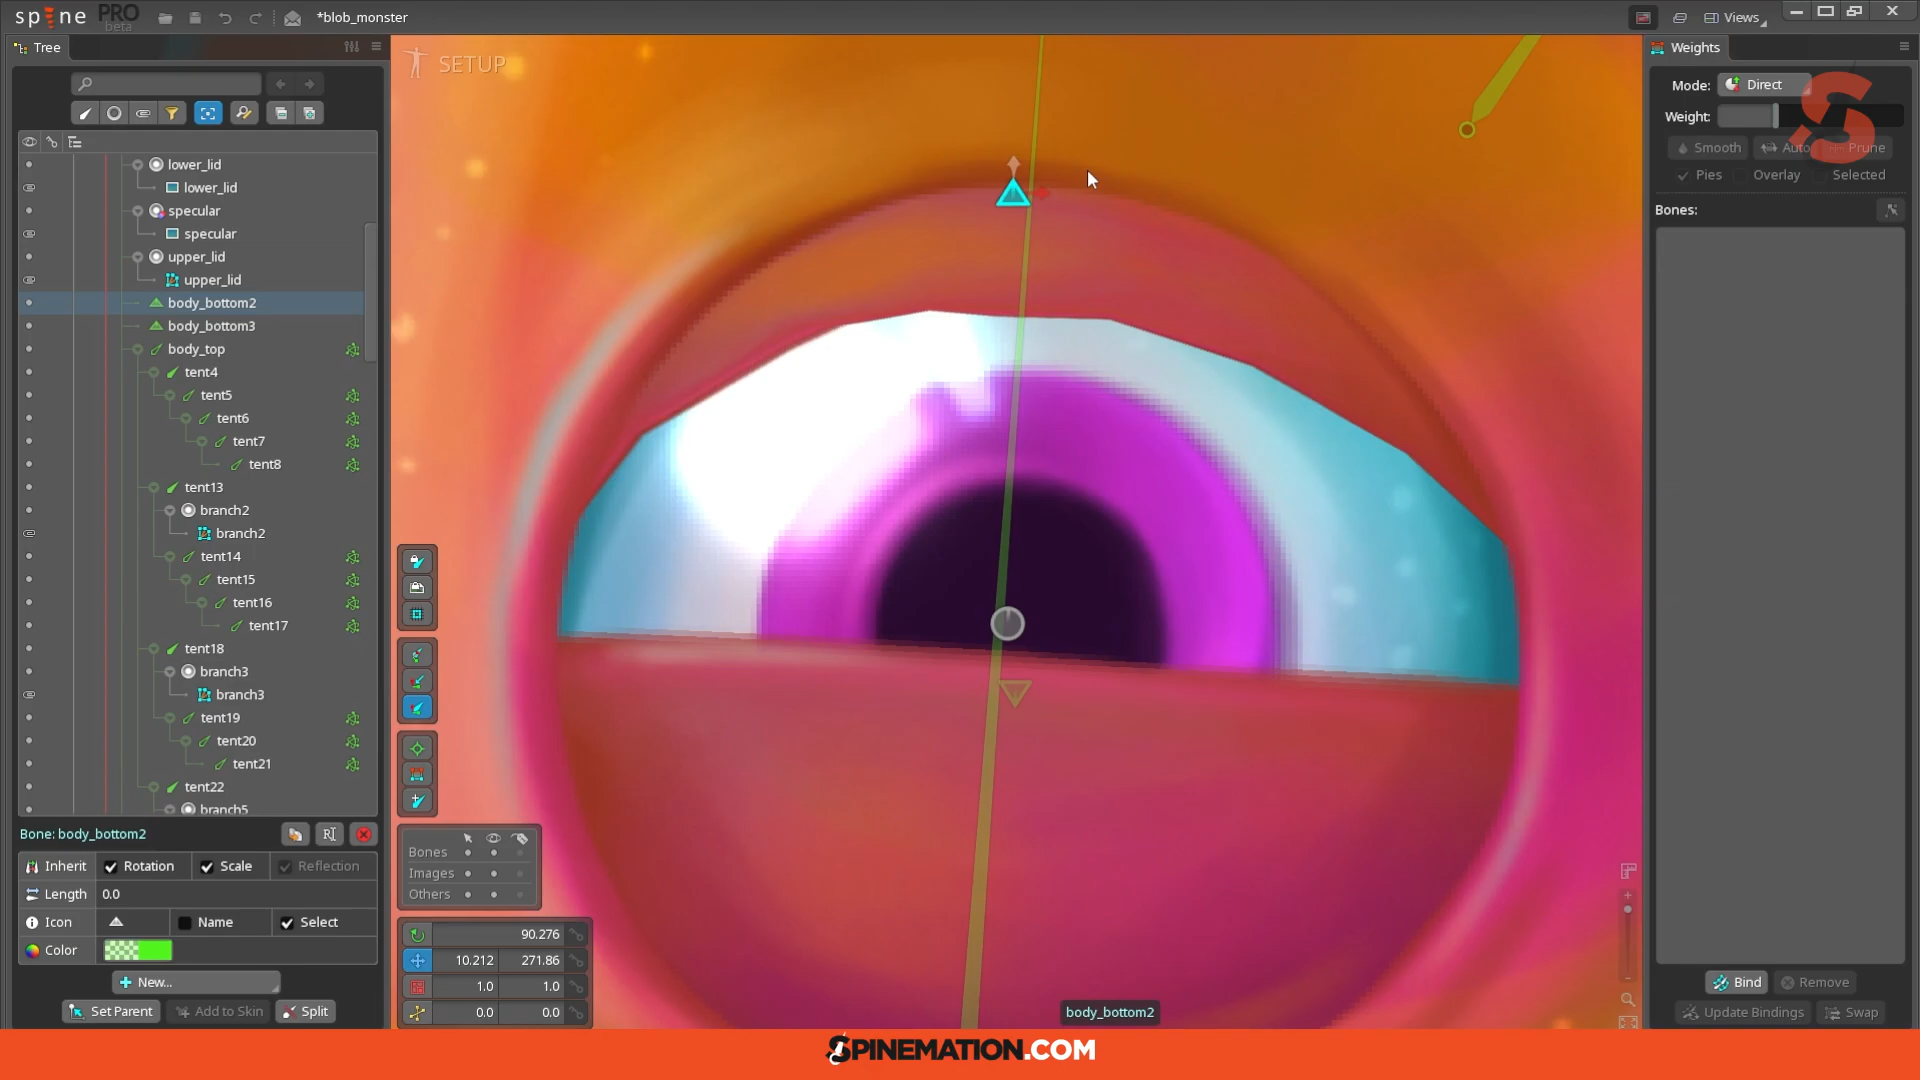 spine PRO
beta
*blob_monster
Views
Tree
SETUP
Weights
Mode: Direct
Weight:
Smooth
Auto
Prune
Pies
Overlay
Selected
Bones:
lower_lid
lower_lid
specular
specular
upper_lid
upper_lid
body_bottom2
body_bottom3
body_top
tent4
tent5
tent6
tent7
tent8
tent13
branch2
branch2
tent14
tent15
tent16
tent17
tent18
branch3
branch3
tent19
tent20
tent21
tent22
branch5
Bone: body_bottom2
Inherit
Rotation
Scale
Reflection
Length 0.0
Icon
Name
Select
Color
New...
Set Parent
Add to Skin
Split
Bones
Images
Others
90.276
10.212 271.86
1.0 1.0
0.0 0.0
body_bottom2
Bind
Remove
Update Bindings
Swap
SPINEMATION.COM